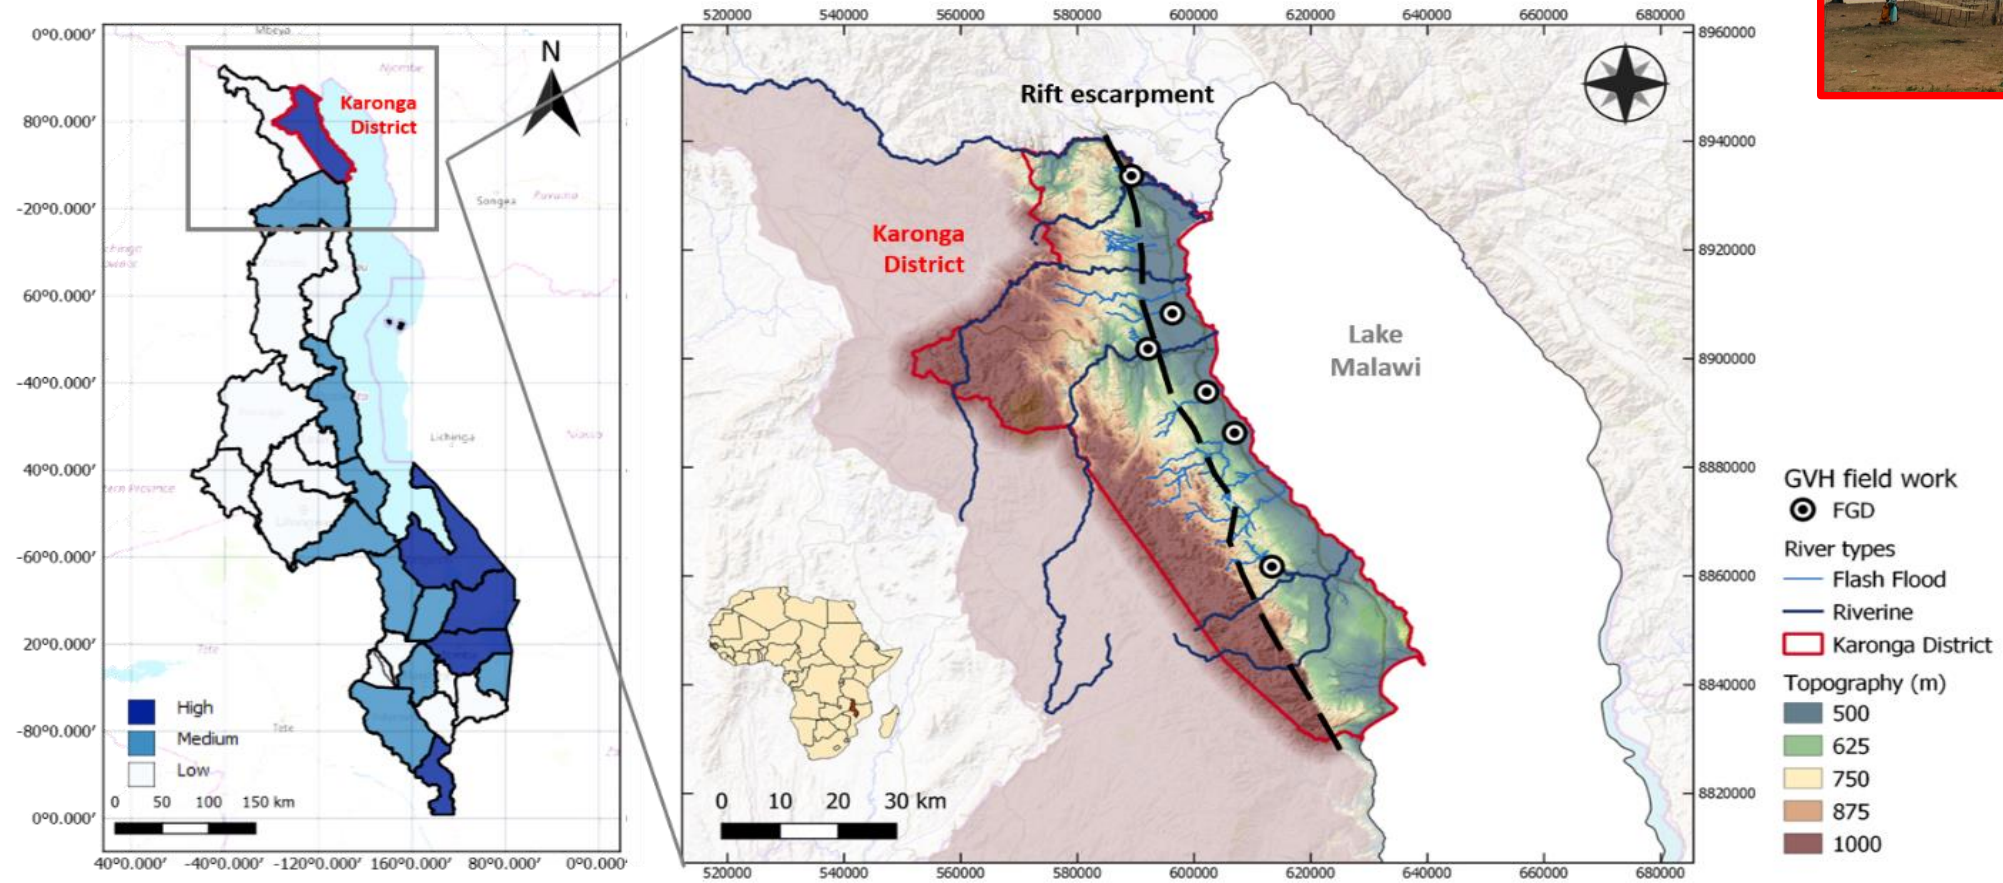 0°0.000′
80°0.000′
-20°0.000′
60°0.000′
-40°0.000′
40°0.000′
-60°0.000′
20°0.000′
-80°0.000′
0°0.000′
40°0.000′
-40°0.000′
-120°0.000′
160°0.000′
80°0.000′
0°0.000′
Mbeya
Njombe
Karonga
District
N
Songea
Ruvuma
Lichinga
Niassa
Tete
Tete
High
Medium
Low
0 50 100 150 km
520000 540000 560000 580000 600000 620000 640000 660000 680000
Rift escarpment
Karonga
District
Lake
Malawi
0 10 20 30 km
8960000
8940000
8920000
8900000
8880000
8860000
8840000
8820000
520000 540000 560000 580000 600000 620000 640000 660000 680000
GVH field work
FGD
River types
Flash Flood
Riverine
Karonga District
Topography (m)
500
625
750
875
1000